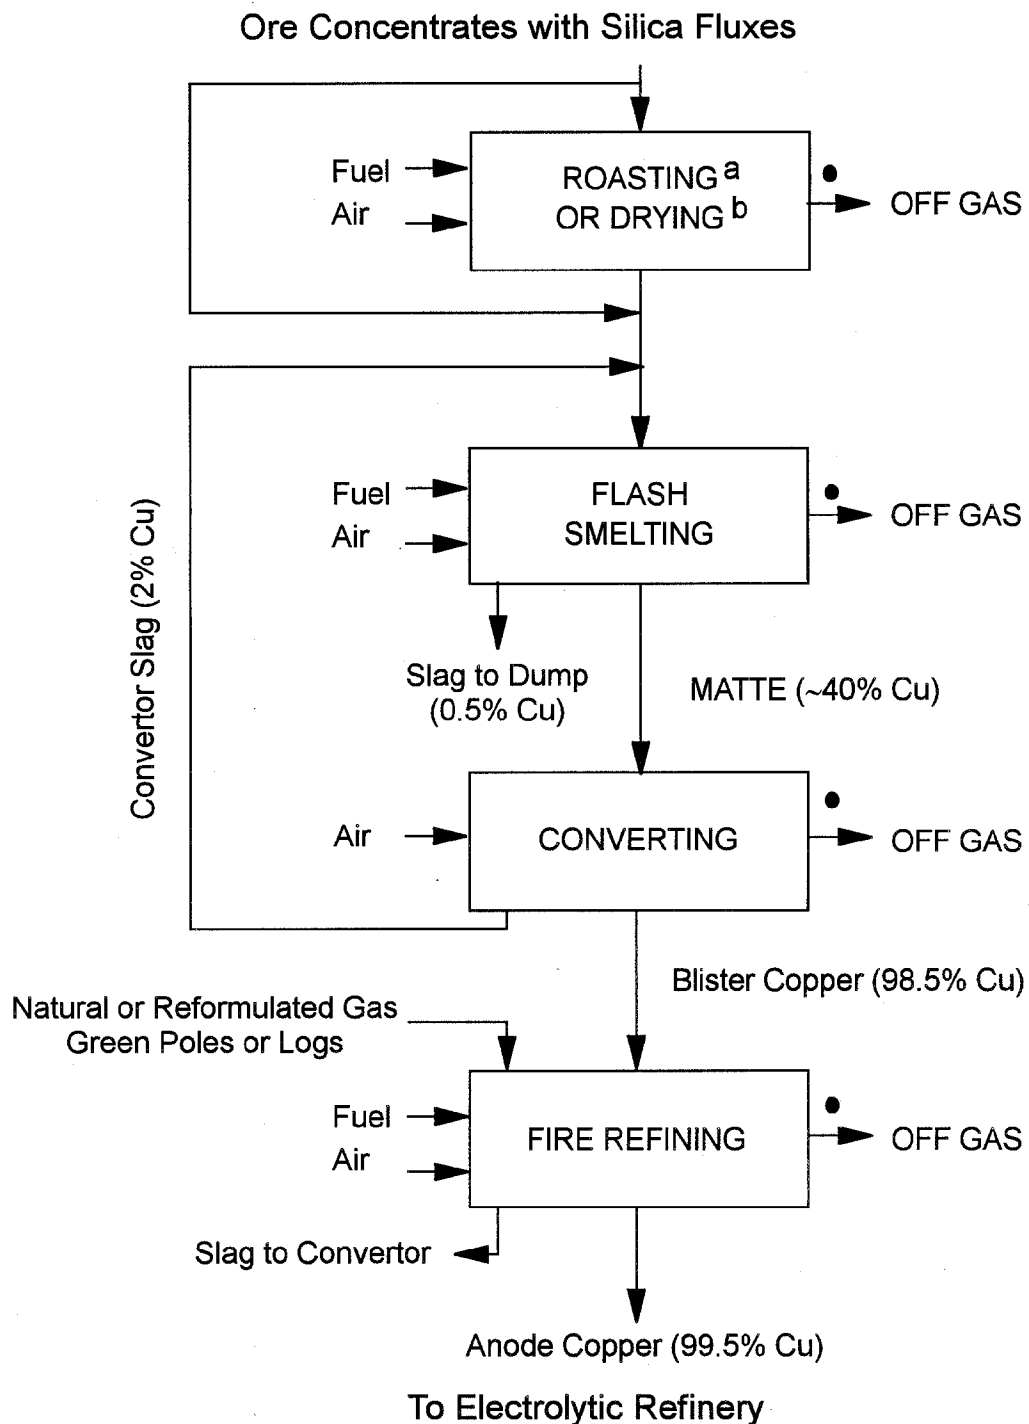 Ore Concentrates with Silica Fluxes
Fuel
Air
ROASTING a
OR DRYING b
OFF GAS
Fuel
Air
FLASH
SMELTING
OFF GAS
Convertor Slag (2% Cu)
Slag to Dump
(0.5% Cu)
MATTE (~40% Cu)
Air
CONVERTING
OFF GAS
Blister Copper (98.5% Cu)
Natural or Reformulated Gas
Green Poles or Logs
Fuel
Air
FIRE REFINING
OFF GAS
Slag to Convertor
Anode Copper (99.5% Cu)
To Electrolytic Refinery